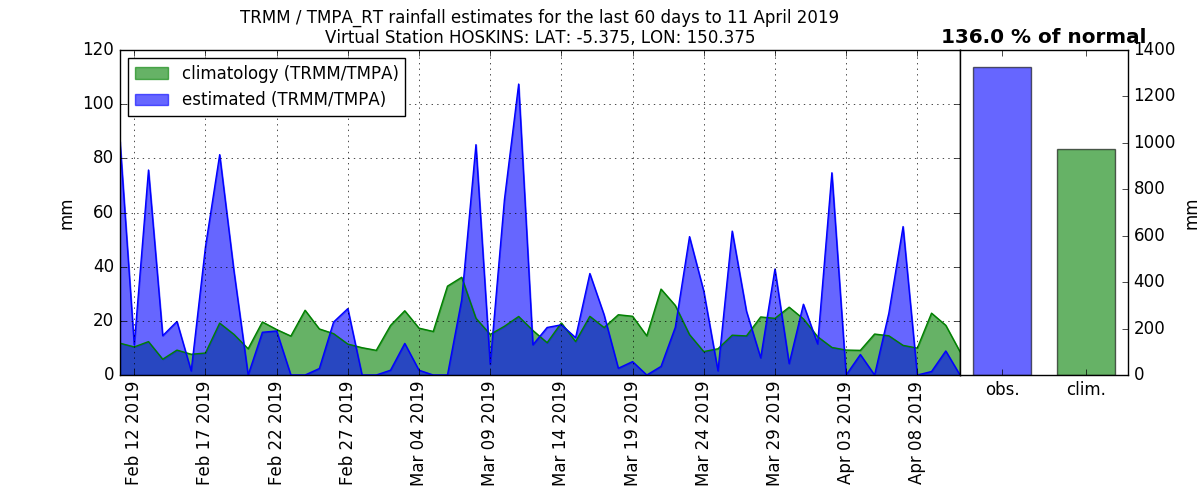 TRMM / TMPA_RT rainfall estimates for the last 60 days to 11 April 2019
Virtual Station HOSKINS: LAT: -5.375, LON: 150.375
136.0 % of normal
climatology (TRMM/TMPA)
estimated (TRMM/TMPA)
120
100
80
60
40
20
0
mm
1400
1200
1000
800
600
400
200
0
mm
Feb 12 2019
Feb 17 2019
Feb 22 2019
Feb 27 2019
Mar 04 2019
Mar 09 2019
Mar 14 2019
Mar 19 2019
Mar 24 2019
Mar 29 2019
Apr 03 2019
Apr 08 2019
obs.
clim.